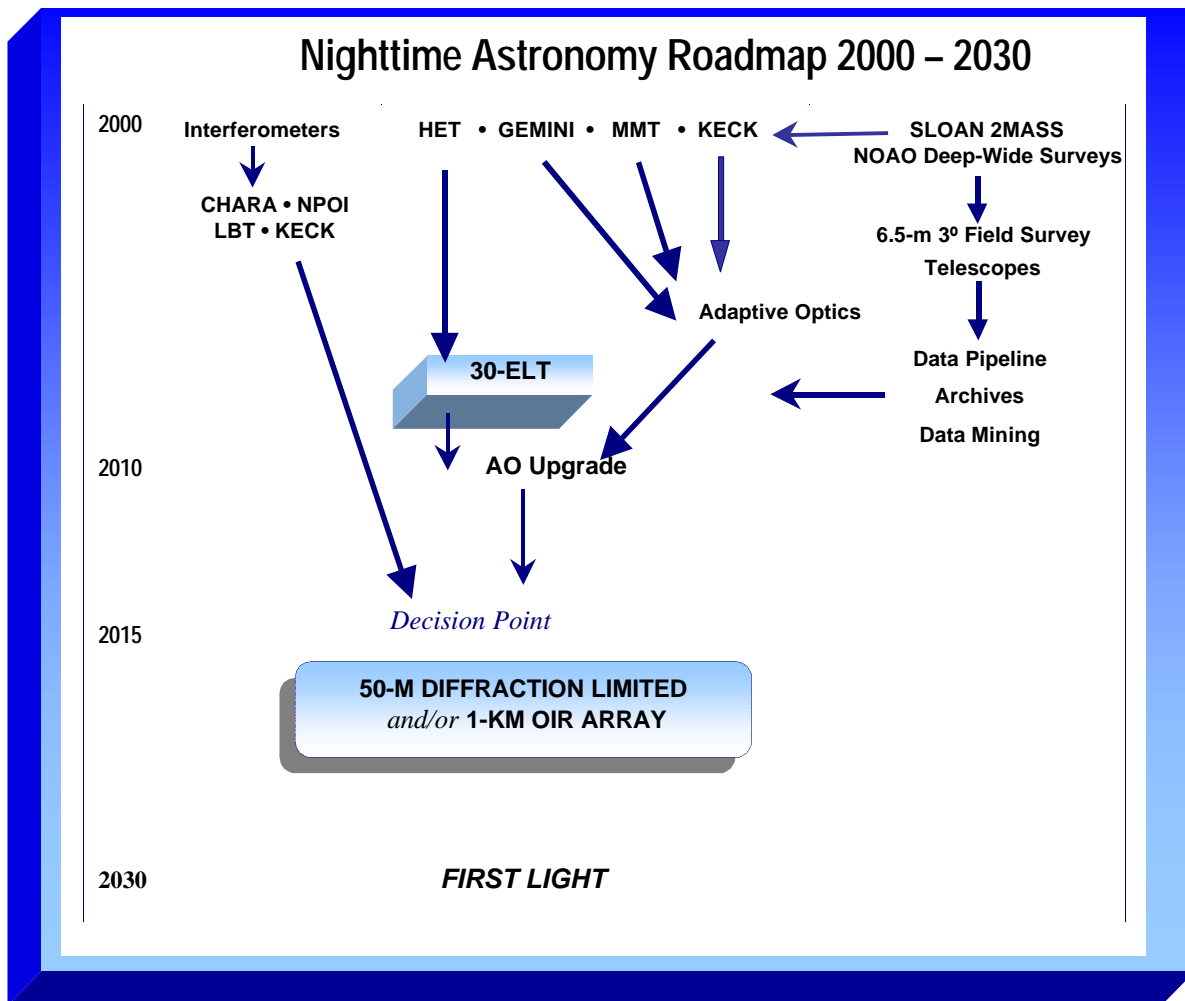 Nighttime Astronomy Roadmap 2000 – 2030
2000
Interferometers
HET • GEMINI • MMT • KECK
SLOAN 2MASS
NOAO Deep-Wide Surveys
CHARA • NPOI
LBT • KECK
6.5-m 3º Field Survey
Telescopes
Adaptive Optics
30-ELT
Data Pipeline
Archives
Data Mining
2010
AO Upgrade
Decision Point
2015
50-M DIFFRACTION LIMITED
and/or 1-KM OIR ARRAY
2030
FIRST LIGHT